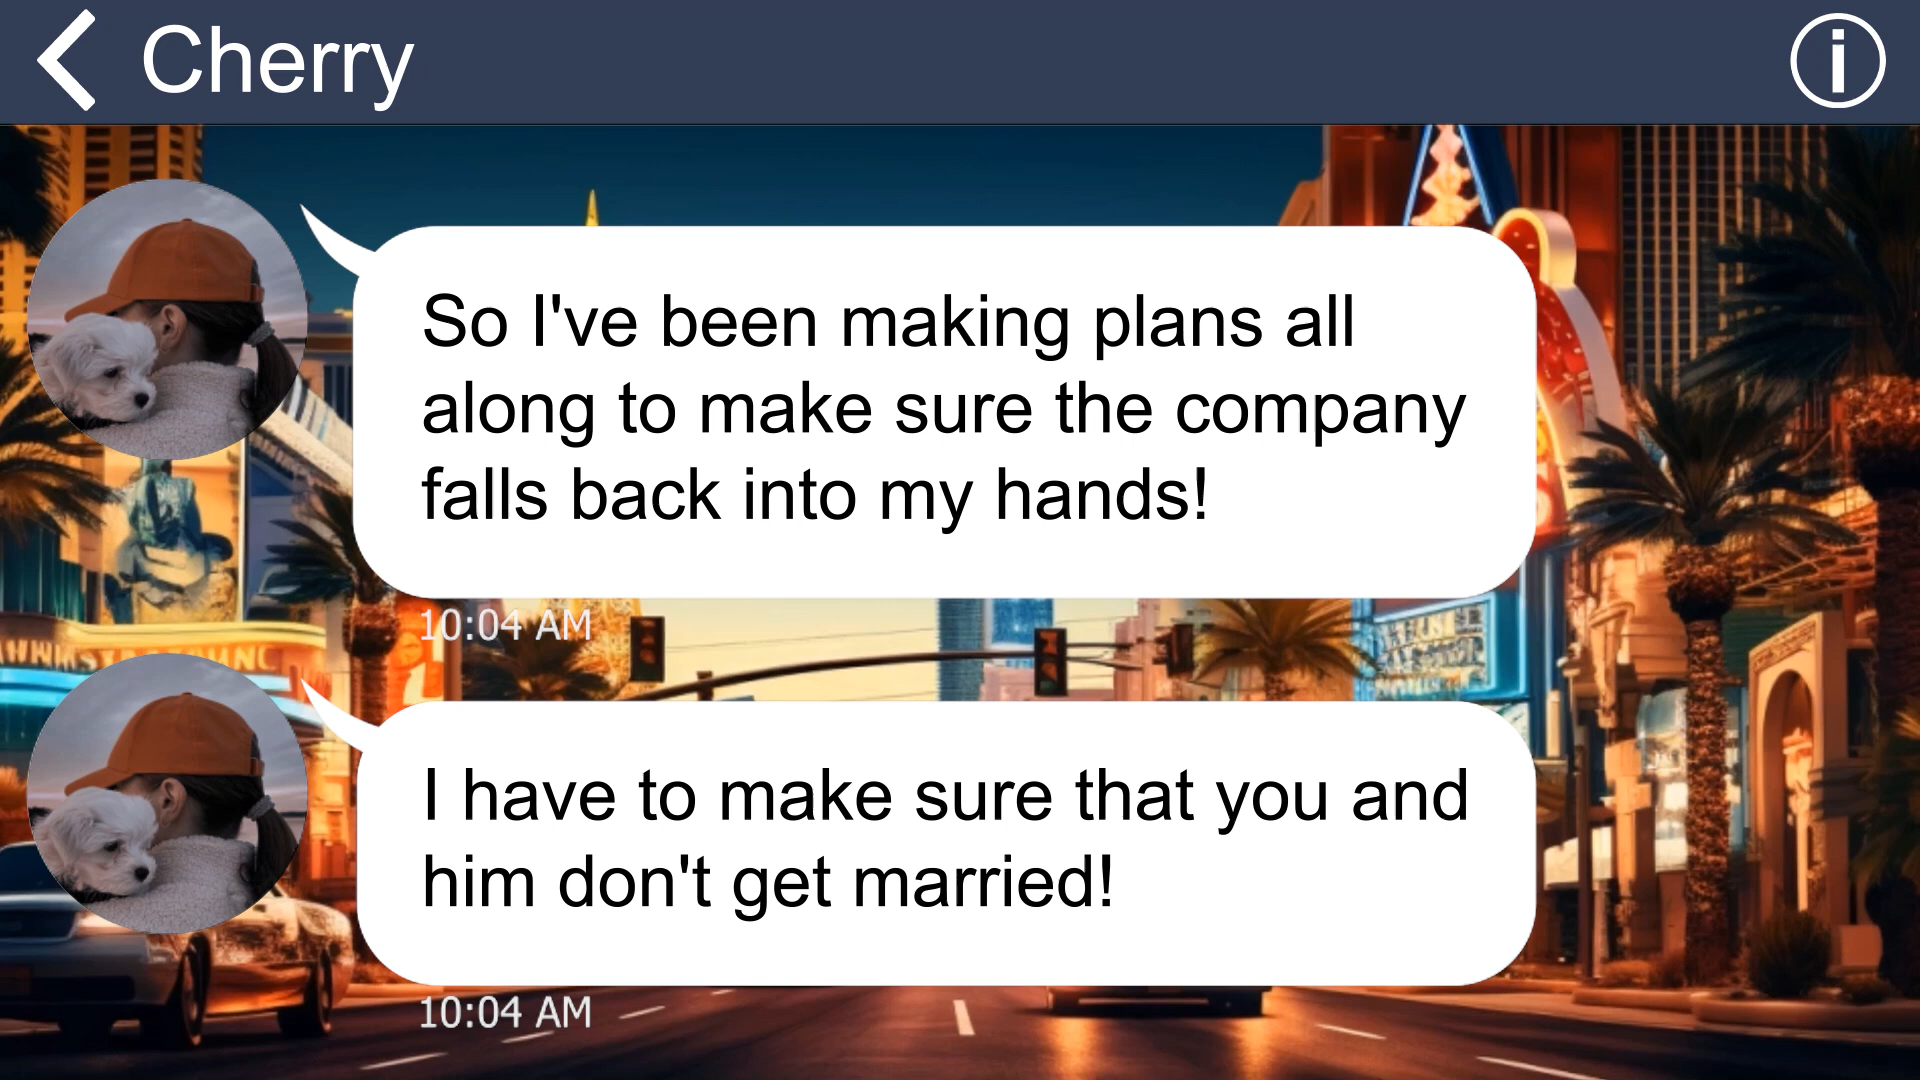 Cherry
So I've been making plans all
along to make sure the company
falls back into my hands!
10:04 AM
I have to make sure that you and
him don't get married!
10:04 AM